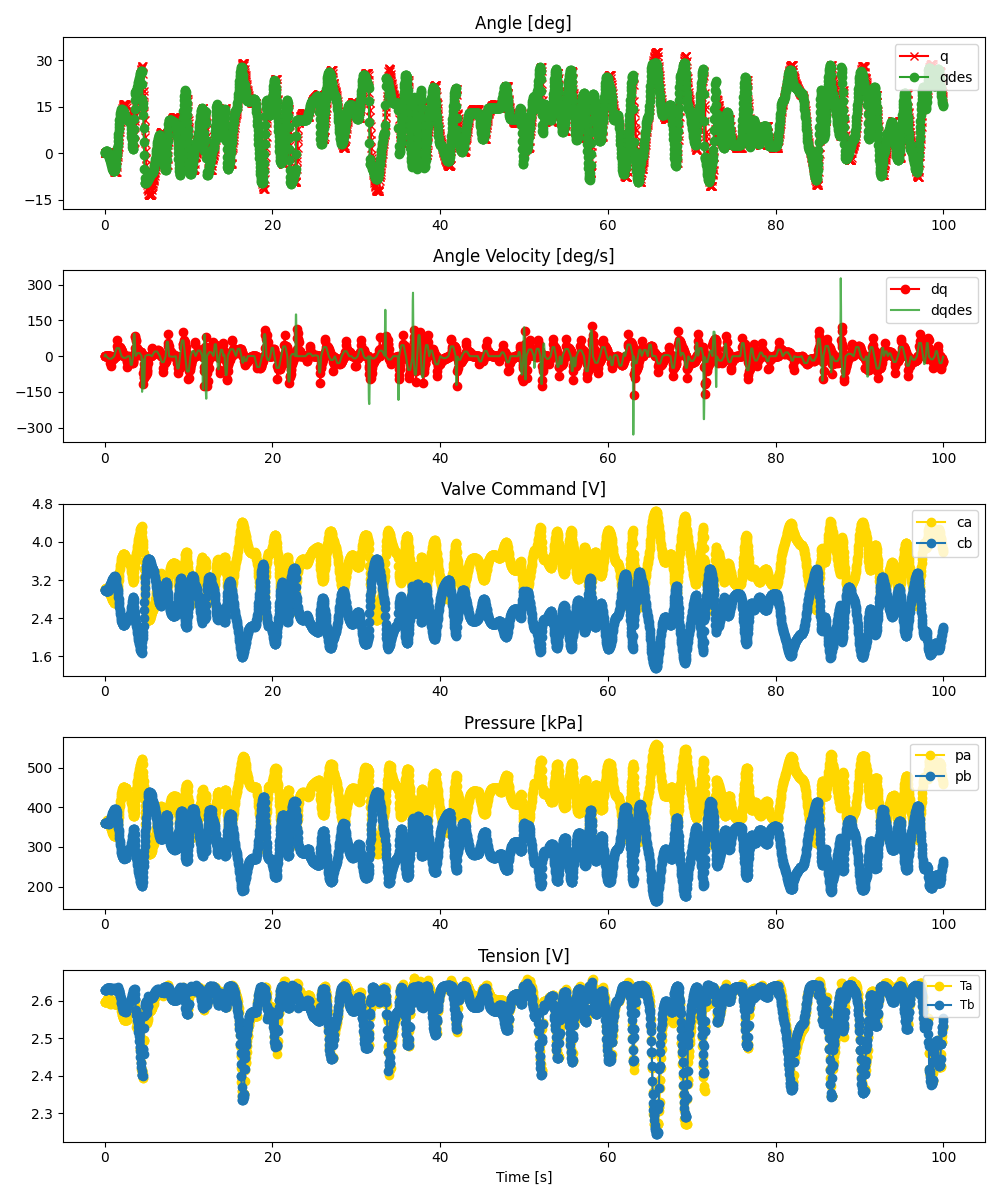 Angle [deg]
30
15
0
−15
q
qdes
0 20 40 60 80 100
Angle Velocity [deg/s]
300
150
0
−150
−300
dq
dqdes
0 20 40 60 80 100
Valve Command [V]
4.8
4.0
3.2
2.4
1.6
ca
cb
0 20 40 60 80 100
Pressure [kPa]
500
400
300
200
pa
pb
0 20 40 60 80 100
Tension [V]
2.6
2.5
2.4
2.3
Ta
Tb
0 20 40 60 80 100
Time [s]